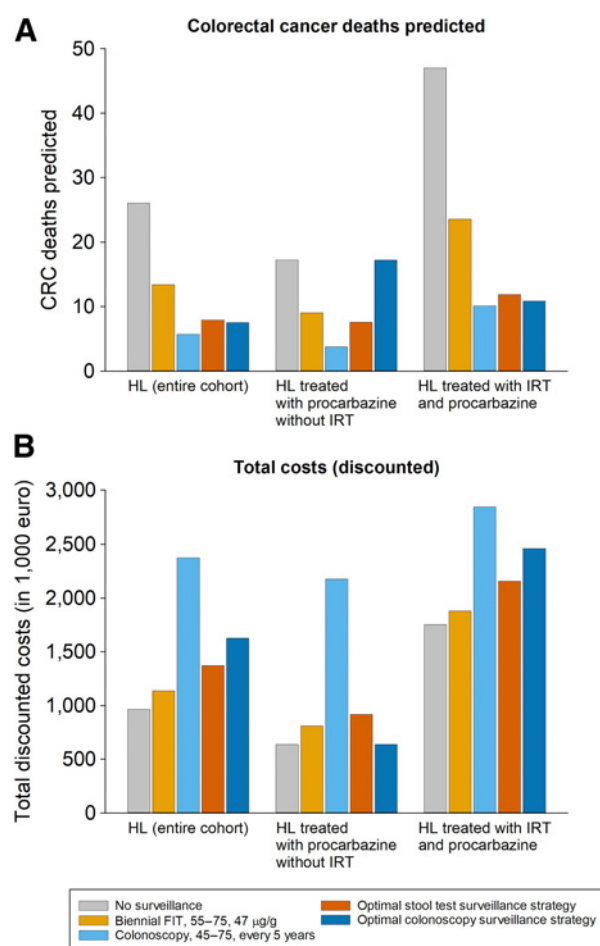 A
Colorectal cancer deaths predicted
CRC deaths predicted
50
40
30
20
10
0
HL (entire cohort)
HL treated
with procarbazine
without IRT
HL treated with IRT
and procarbazine
B
Total costs (discounted)
Total discounted costs (in 1,000 euro)
3,000
2,500
2,000
1,500
1,000
500
0
HL (entire cohort)
HL treated
with procarbazine
without IRT
HL treated with IRT
and procarbazine
No surveillance
Biennial FIT, 55–75, 47 μg/g
Colonoscopy, 45–75, every 5 years
Optimal stool test surveillance strategy
Optimal colonoscopy surveillance strategy